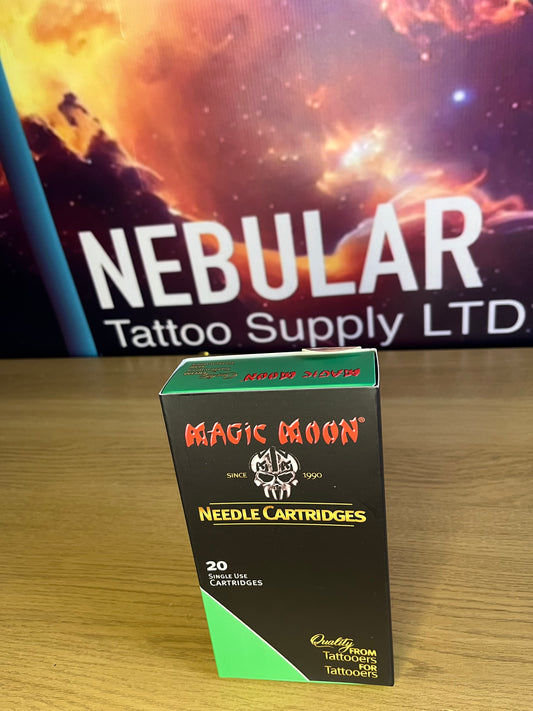 NEBULAR
Tattoo Supply LTD
MAGIC MOON
MAGIC MOON®
SINCE 1990
NEEDLE CARTRIDGES
20
SINGLE USE
CARTRIDGES
Quality
FROM
Tattooers
FOR
Tattooers